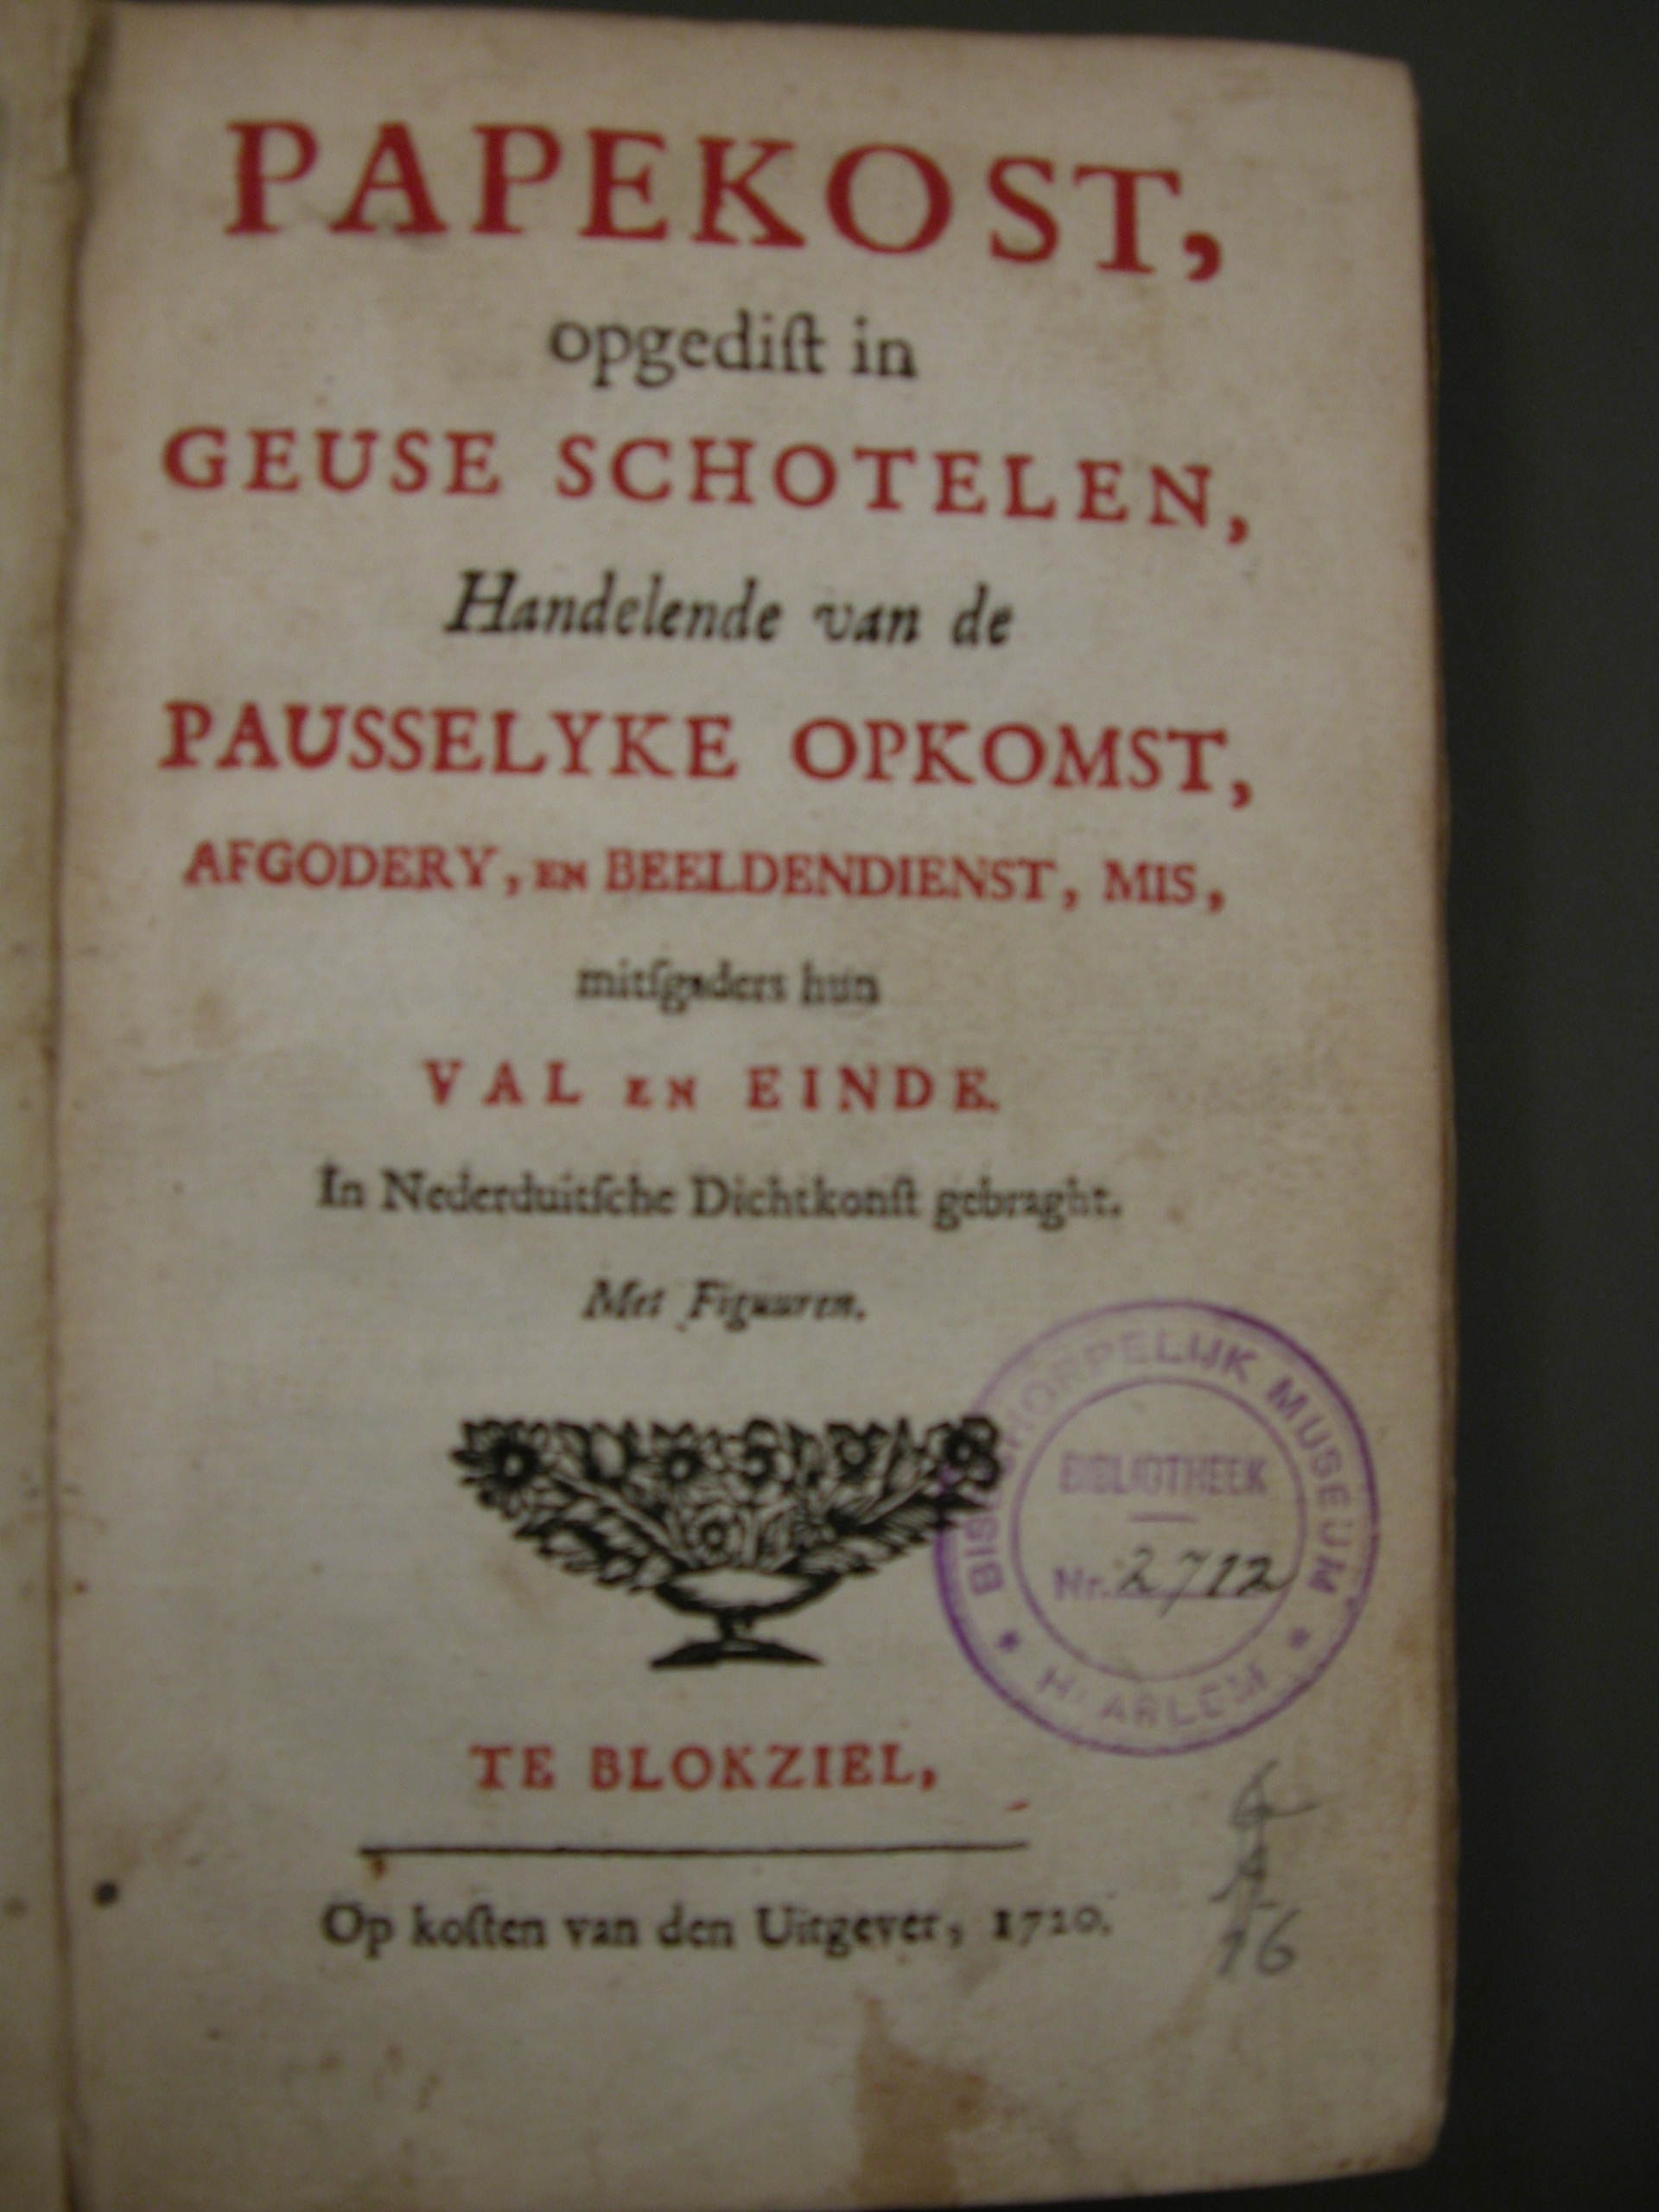 PAPEKOST,
opgediſt in
GEUSE SCHOTELEN,
Handelende van de
PAUSSELYKE OPKOMST,
AFGODERY, EN BEELDENDIENST, MIS,
mitſgaders hun
VAL EN EINDE.
In Nederduitſche Dichtkonſt gebraght.
Met Figuuren.
BISSCHOPPELIJK MUSEUM
BIBLIOTHEEK
Nr. 2712
* HAARLEM *
TE BLOKZIEL,
Op koſten van den Uitgever, 1720.
16